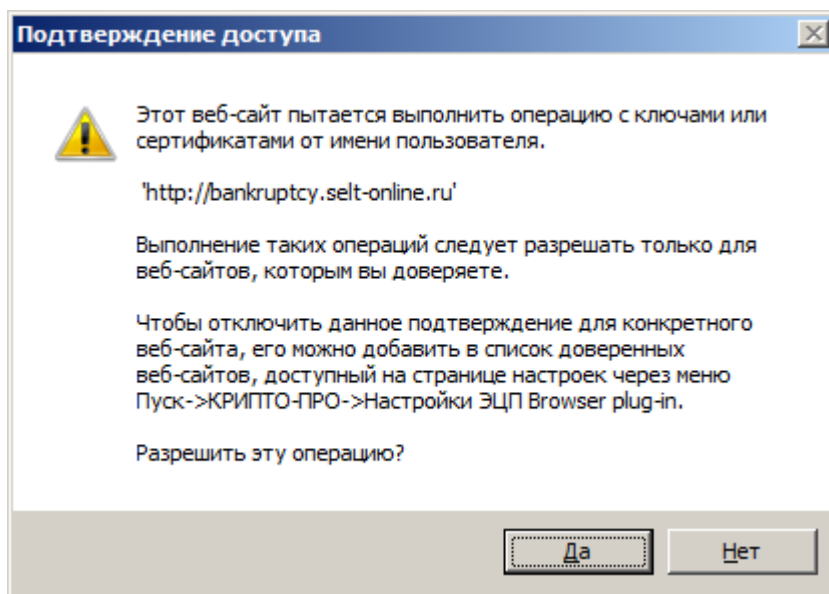 Подтверждение доступа
Этот веб-сайт пытается выполнить операцию с ключами или
сертификатами от имени пользователя.
'http://bankruptcy.selt-online.ru'
Выполнение таких операций следует разрешать только для
веб-сайтов, которым вы доверяете.
Чтобы отключить данное подтверждение для конкретного
веб-сайта, его можно добавить в список доверенных
веб-сайтов, доступный на странице настроек через меню
Пуск->КРИПТО-ПРО->Настройки ЭЦП Browser plug-in.
Разрешить эту операцию?
Да Нет